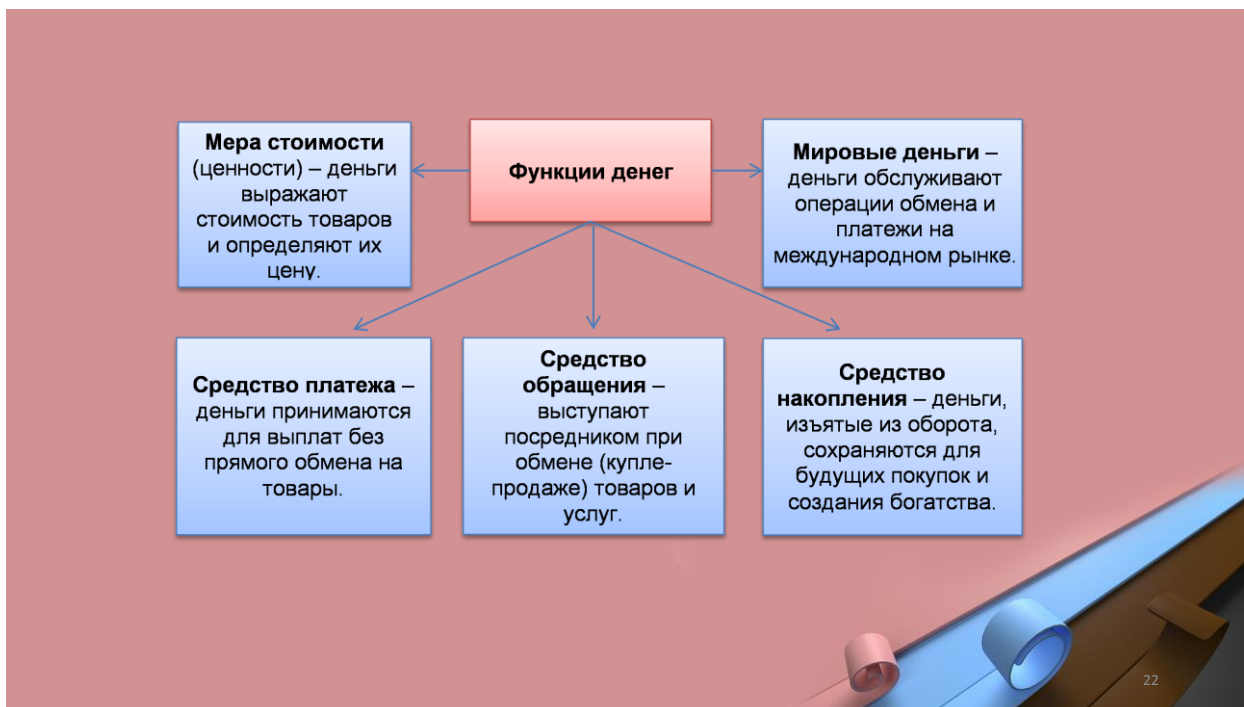 Мера стоимости
(ценности) – деньги
выражают
стоимость товаров
и определяют их
цену.
Функции денег
Мировые деньги –
деньги обслуживают
операции обмена и
платежи на
международном рынке.
Средство платежа –
деньги принимаются
для выплат без
прямого обмена на
товары.
Средство
обращения –
выступают
посредником при
обмене (купле-
продаже) товаров и
услуг.
Средство
накопления – деньги,
изъятые из оборота,
сохраняются для
будущих покупок и
создания богатства.
22